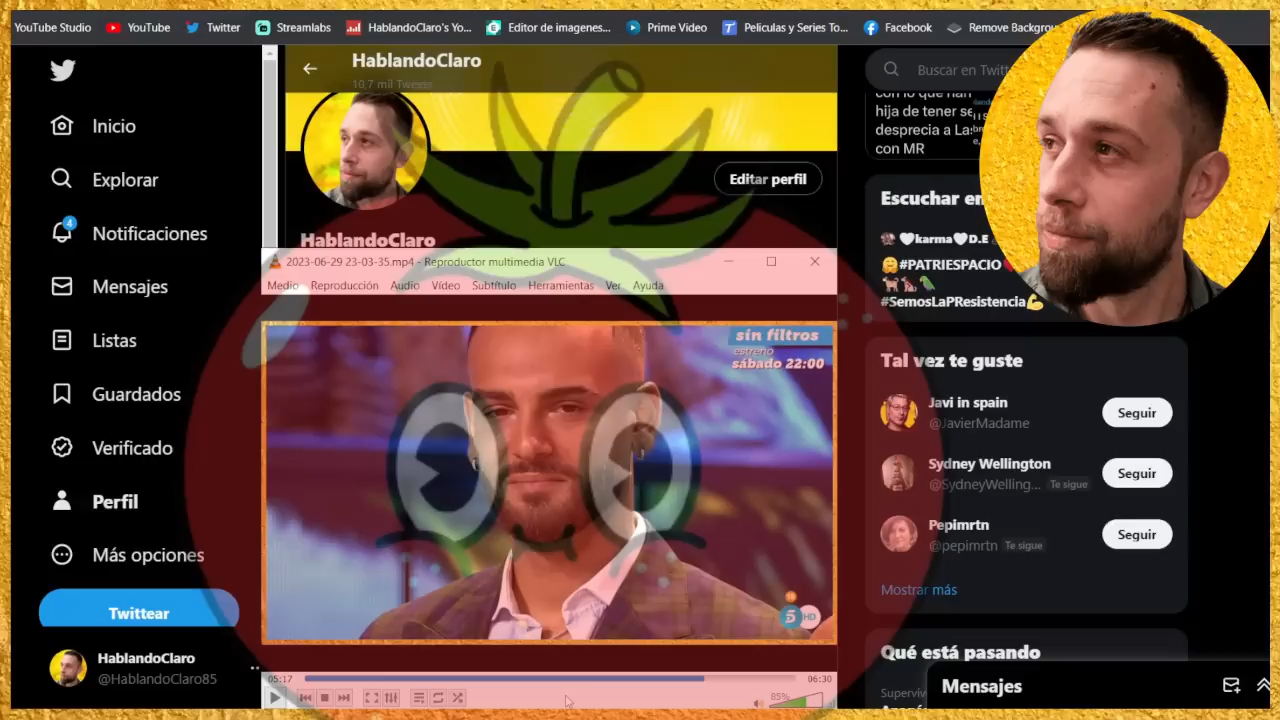 YouTube Studio
YouTube
Twitter
Streamlabs
HablandoClaro's Yo...
Editor de imagenes...
Prime Video
Peliculas y Series To...
Facebook
Remove Backgrou
HablandoClaro
10,7 mil Tweets
Buscar en Twitt
Inicio
Explorar
4
Notificaciones
Mensajes
Listas
Guardados
Verificado
Perfil
Más opciones
Twittear
HablandoClaro
@HablandoClaro85
Editar perfil
HablandoClaro
2023-06-29 23-03-35.mp4 - Reproductor multimedia VLC
Medio Reproducción Audio Vídeo Subtítulo Herramientas Ver Ayuda
sin filtros
estreno
sábado 22:00
5 HD
05:17
06:30
85%
hija de tener se
desprecia a La
con MR
Escuchar en
karma D.E
#PATRIESPACIO
#SemosLaPResistencia
Tal vez te guste
Javi in spain
@JavierMadame
Seguir
Sydney Wellington
@SydneyWelling... Te sigue
Seguir
Pepimrtn
@pepimrtn Te sigue
Seguir
Mostrar más
Qué está pasando
Mensajes